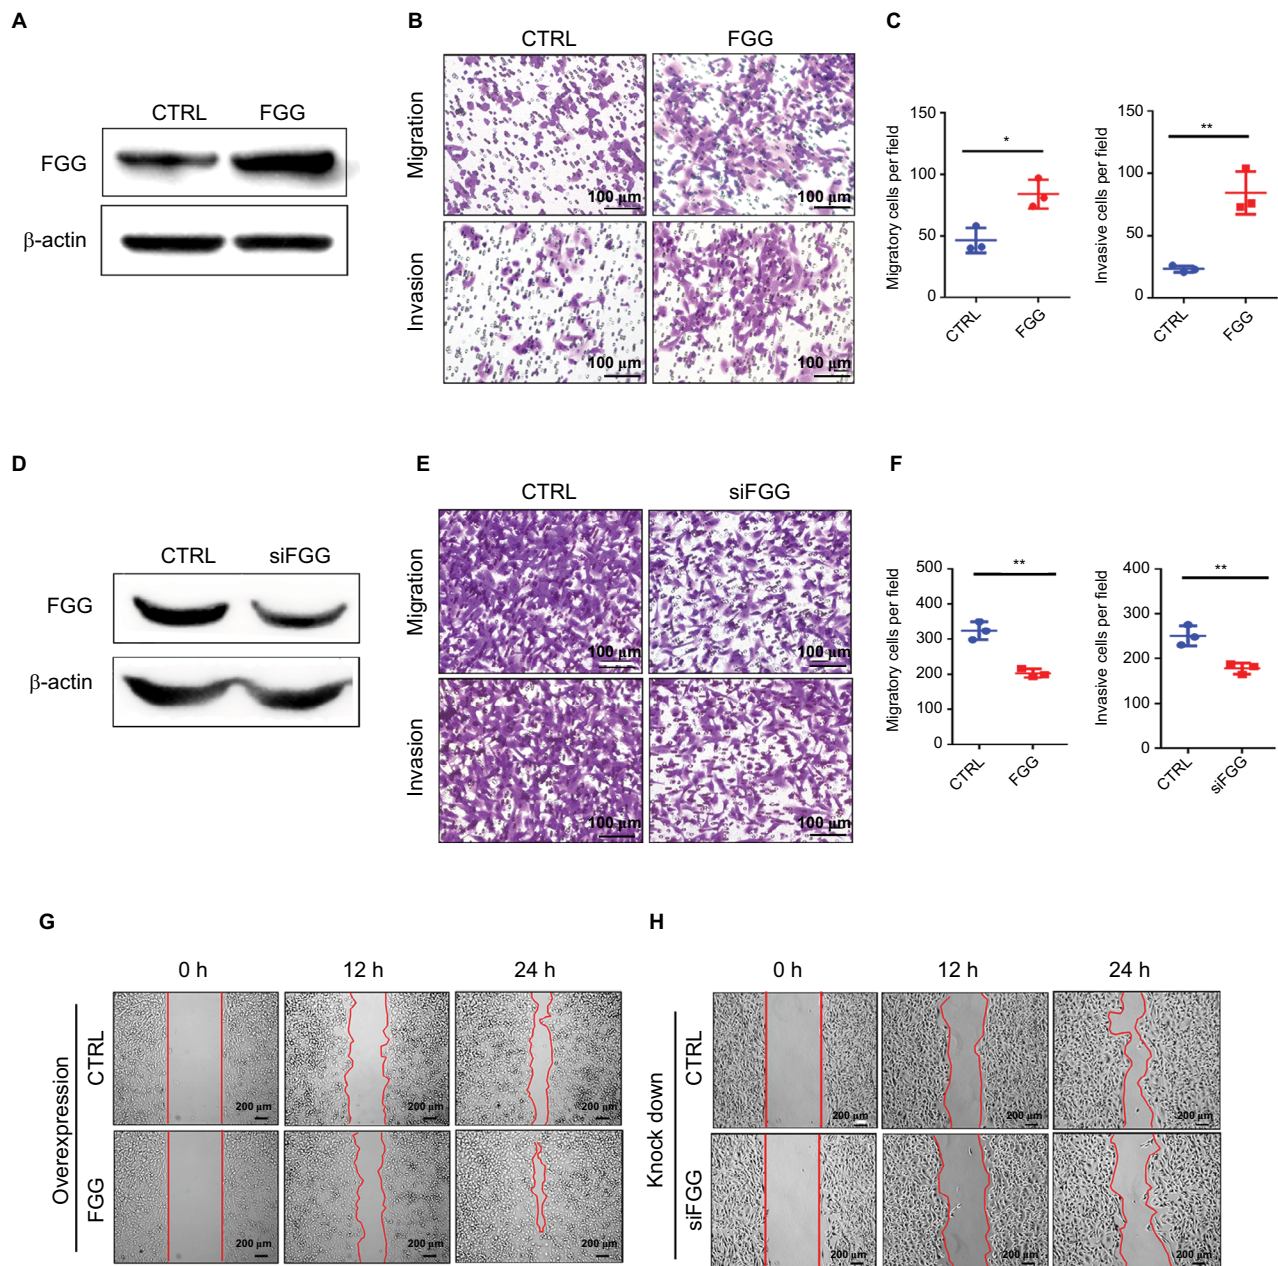 A
CTRL FGG
FGG
β-actin
B
CTRL FGG
Migration
100 μm 100 μm
Invasion
100 μm 100 μm
C
Migratory cells per field
150
100
50
0
*
CTRL FGG
Invasive cells per field
150
100
50
0
**
CTRL FGG
D
CTRL siFGG
FGG
β-actin
E
CTRL siFGG
Migration
100 μm 100 μm
Invasion
100 μm 100 μm
F
Migratory cells per field
500
400
300
200
100
0
**
CTRL FGG
Invasive cells per field
400
300
200
100
0
**
CTRL siFGG
G
0 h 12 h 24 h
Overexpression
CTRL
200 μm 200 μm 200 μm
FGG
200 μm 200 μm 200 μm
H
0 h 12 h 24 h
Knock down
CTRL
200 μm 200 μm 200 μm
siFGG
200 μm 200 μm 200 μm